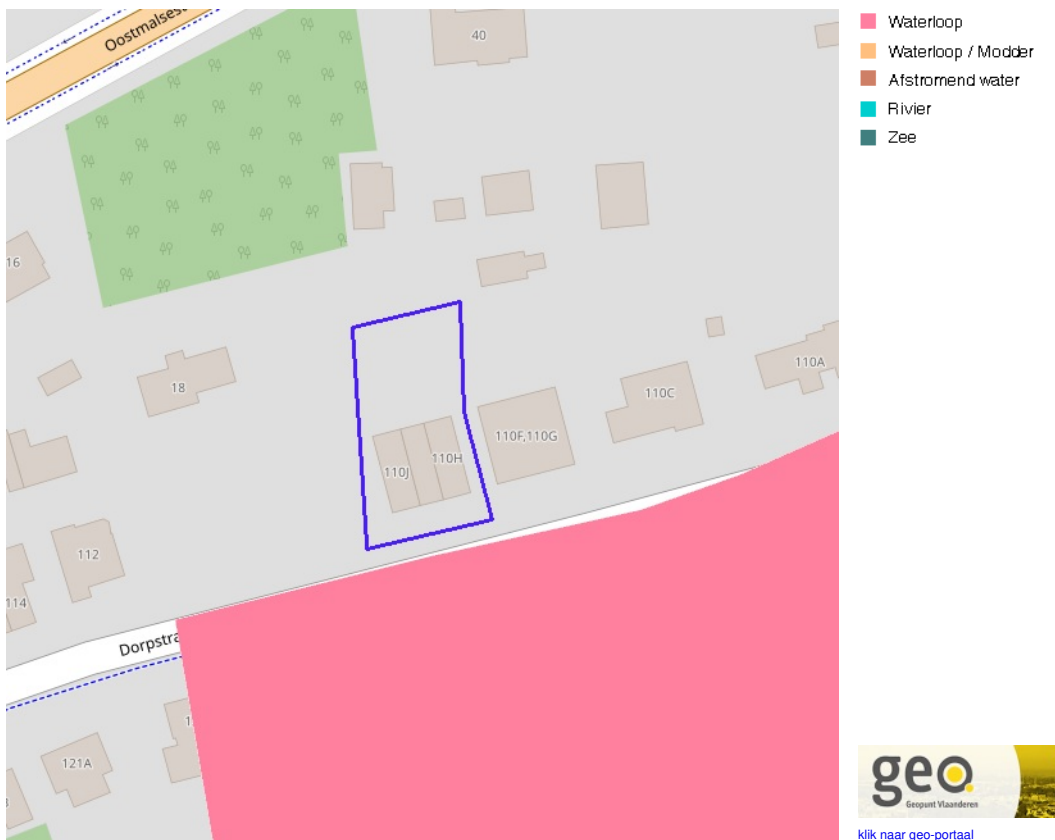 Oostmalsest
40
16
18
110A
110C
110F,110G
110H
110J
112
114
Dorpstra
121A
Waterloop
Waterloop / Modder
Afstromend water
Rivier
Zee
geo.
Geopunt Vlaanderen
klik naar geo-portaal